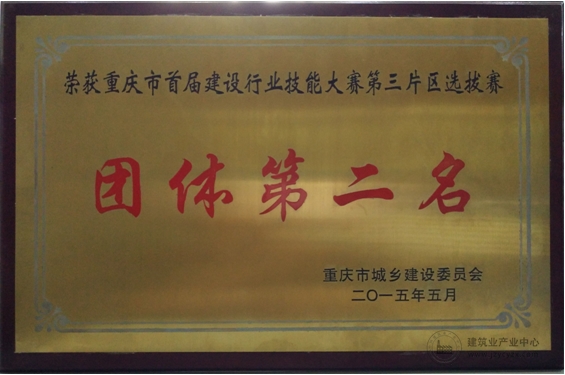 荣获重庆市首届建设行业技能大赛第三片区选拔赛
团体第二名
重庆市城乡建设委员会
二〇一五年五月
建筑业产业中心